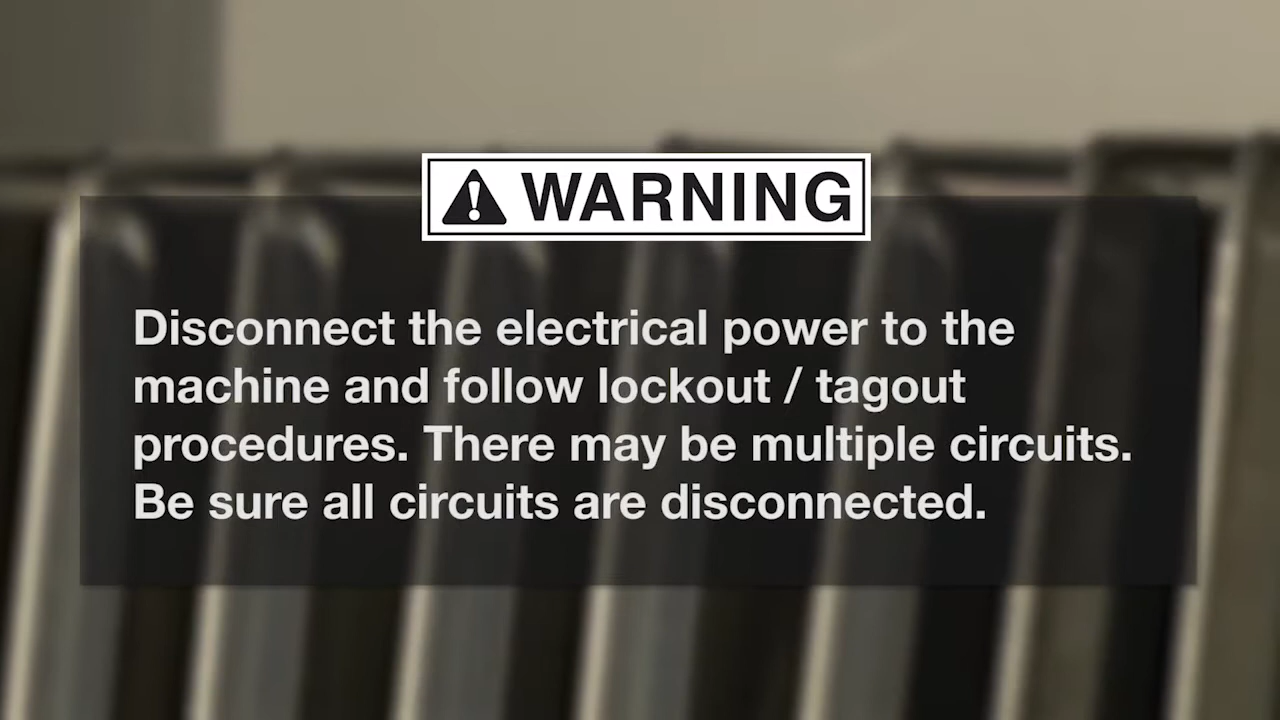 WARNING
Disconnect the electrical power to the
machine and follow lockout / tagout
procedures. There may be multiple circuits.
Be sure all circuits are disconnected.